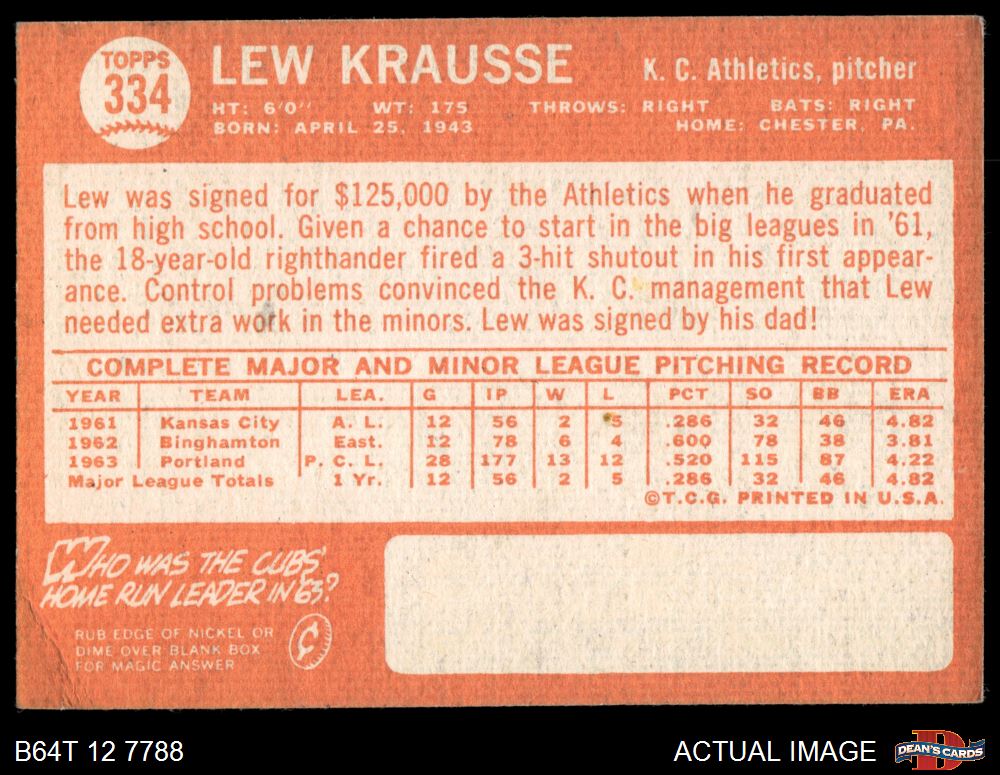 TOPPS
334
LEW KRAUSSE
K. C. Athletics, pitcher
HT: 6'0" WT: 175 THROWS: RIGHT BATS: RIGHT
BORN: APRIL 25, 1943 HOME: CHESTER, PA.
Lew was signed for $125,000 by the Athletics when he graduated
from high school. Given a chance to start in the big leagues in '61,
the 18-year-old righthander fired a 3-hit shutout in his first appear-
ance. Control problems convinced the K. C. management that Lew
needed extra work in the minors. Lew was signed by his dad!
COMPLETE MAJOR AND MINOR LEAGUE PITCHING RECORD
YEAR TEAM LEA. G IP W L PCT SO BB ERA
1961 Kansas City A. L. 12 56 2 5 .286 32 46 4.82
1962 Binghamton East. 12 78 6 4 .600 78 38 3.81
1963 Portland P. C. L. 28 177 13 12 .520 115 87 4.22
Major League Totals 1 Yr. 12 56 2 5 .286 32 46 4.82
©T.C.G. PRINTED IN U.S.A.
WHO WAS THE CUBS'
HOME RUN LEADER IN 63?
RUB EDGE OF NICKEL OR
DIME OVER BLANK BOX
FOR MAGIC ANSWER
¢
B64T 12 7788
ACTUAL IMAGE
D
DEAN'S CARDS